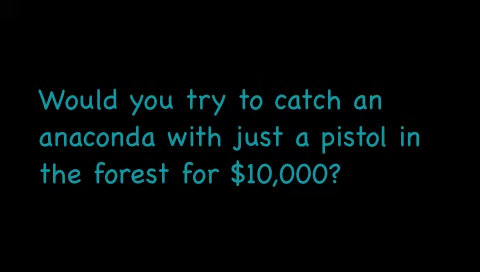 Would you try to catch an
anaconda with just a pistol in
the forest for $10,000?